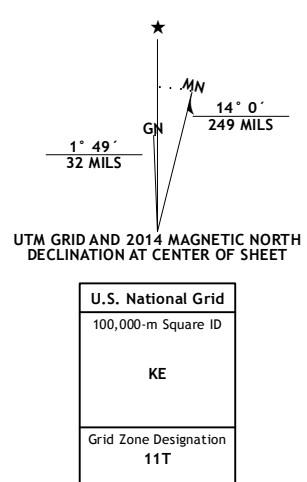 ★
MN
GN
14° 0´
249 MILS
1° 49´
32 MILS
UTM GRID AND 2014 MAGNETIC NORTH
DECLINATION AT CENTER OF SHEET
U.S. National Grid
100,000-m Square ID
KE
Grid Zone Designation
11T